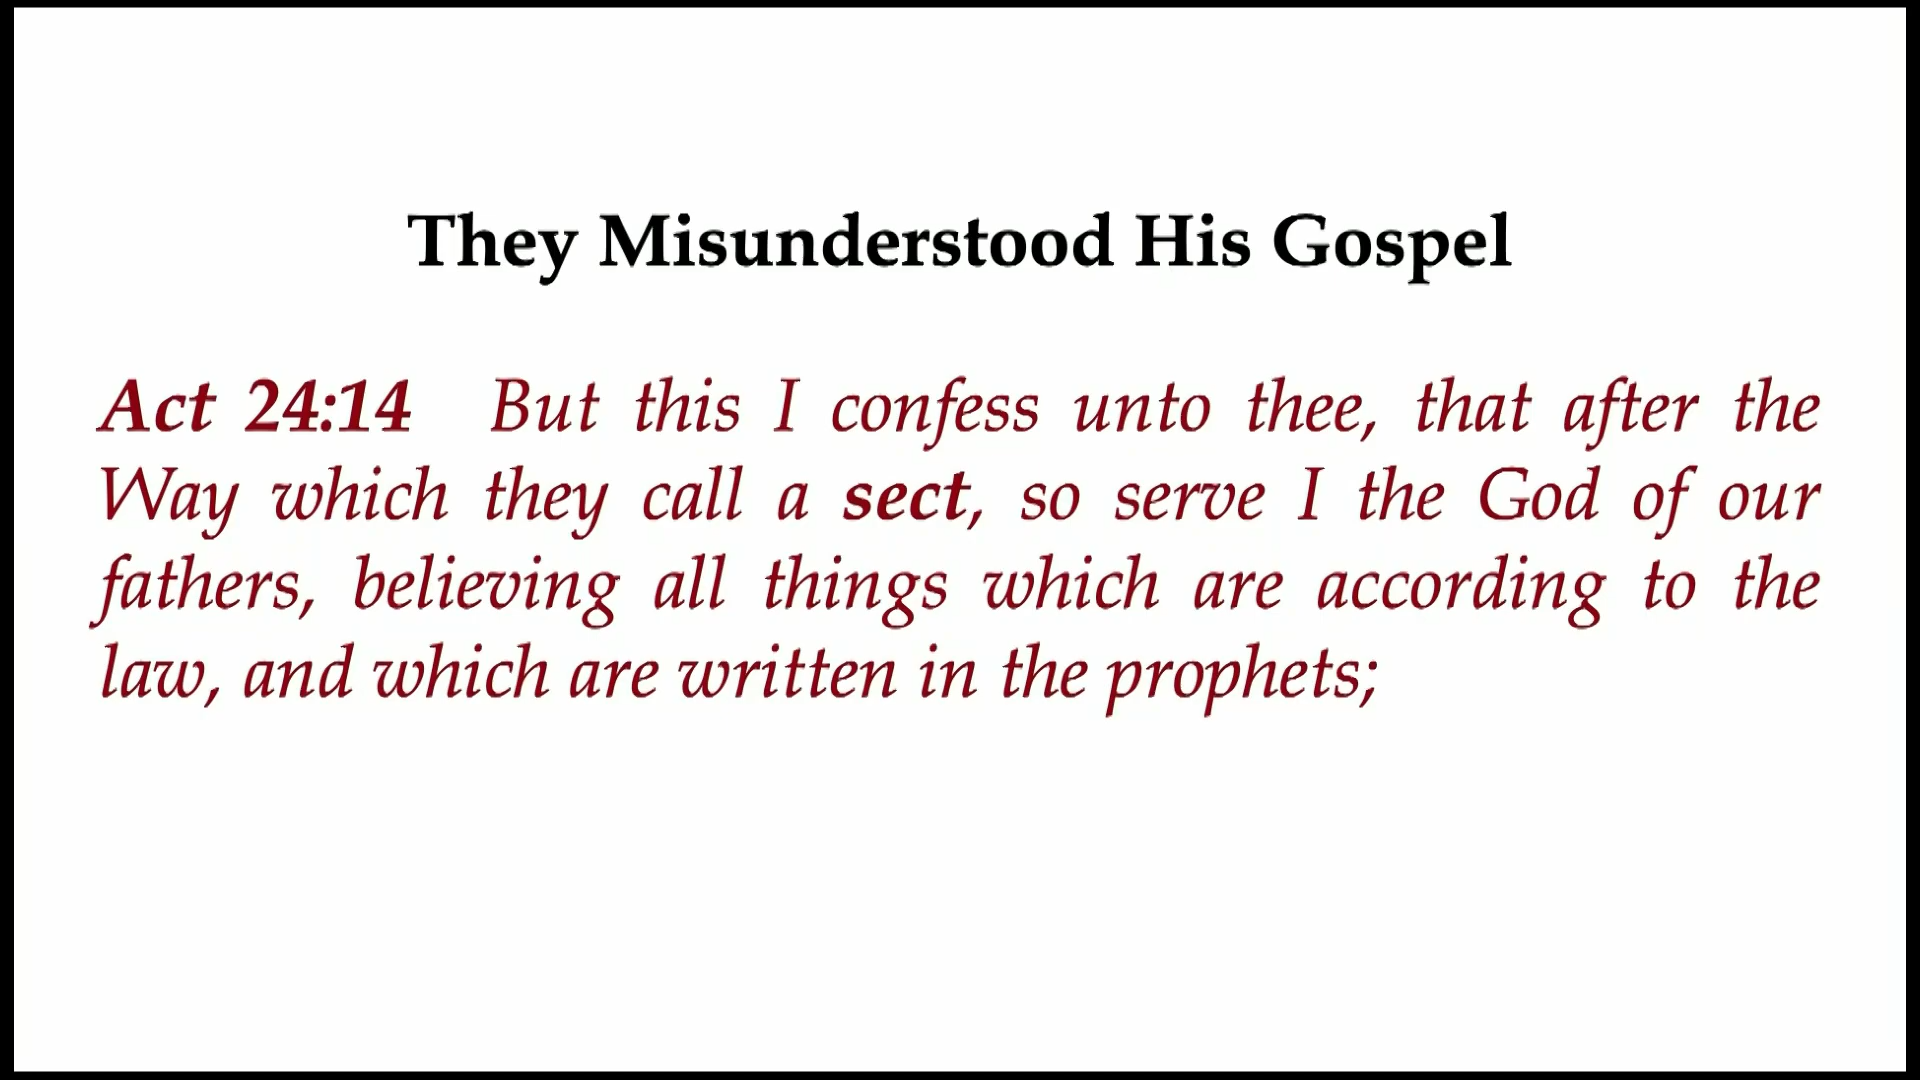 They Misunderstood His Gospel
Act 24:14 But this I confess unto thee, that after the
Way which they call a sect, so serve I the God of our
fathers, believing all things which are according to the
law, and which are written in the prophets;